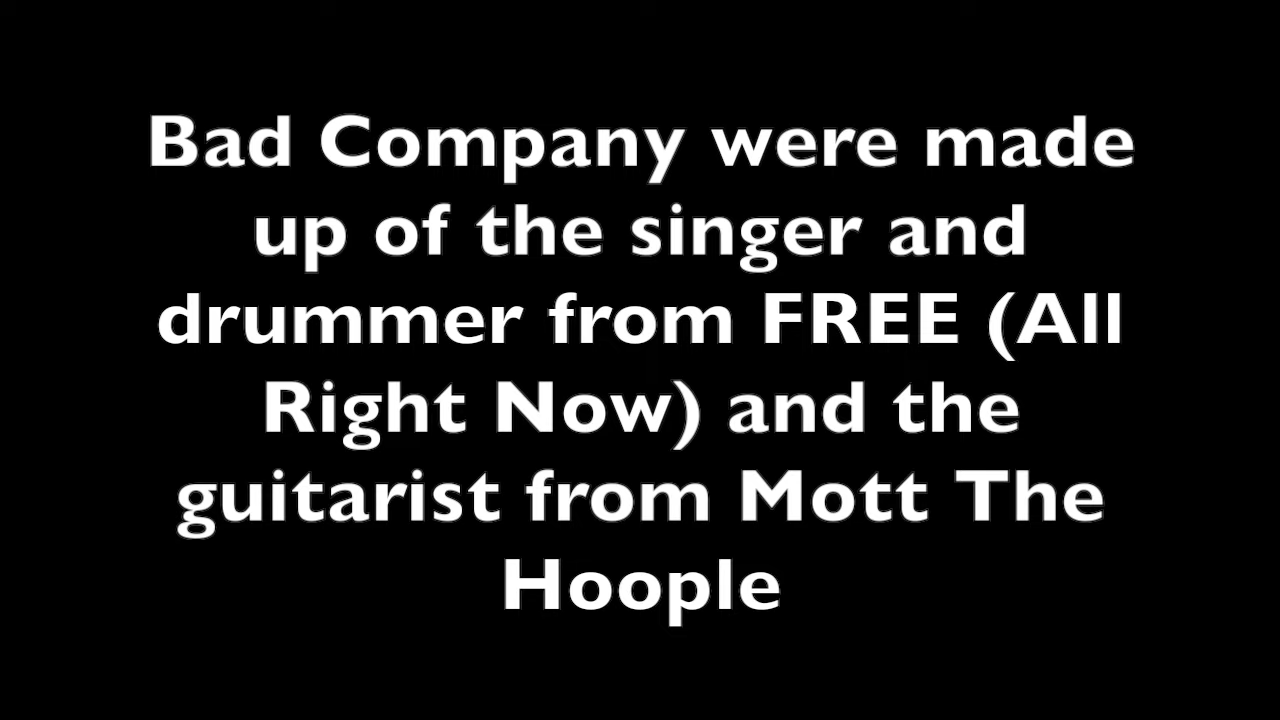 Bad Company were made
up of the singer and
drummer from FREE (All
Right Now) and the
guitarist from Mott The
Hoople